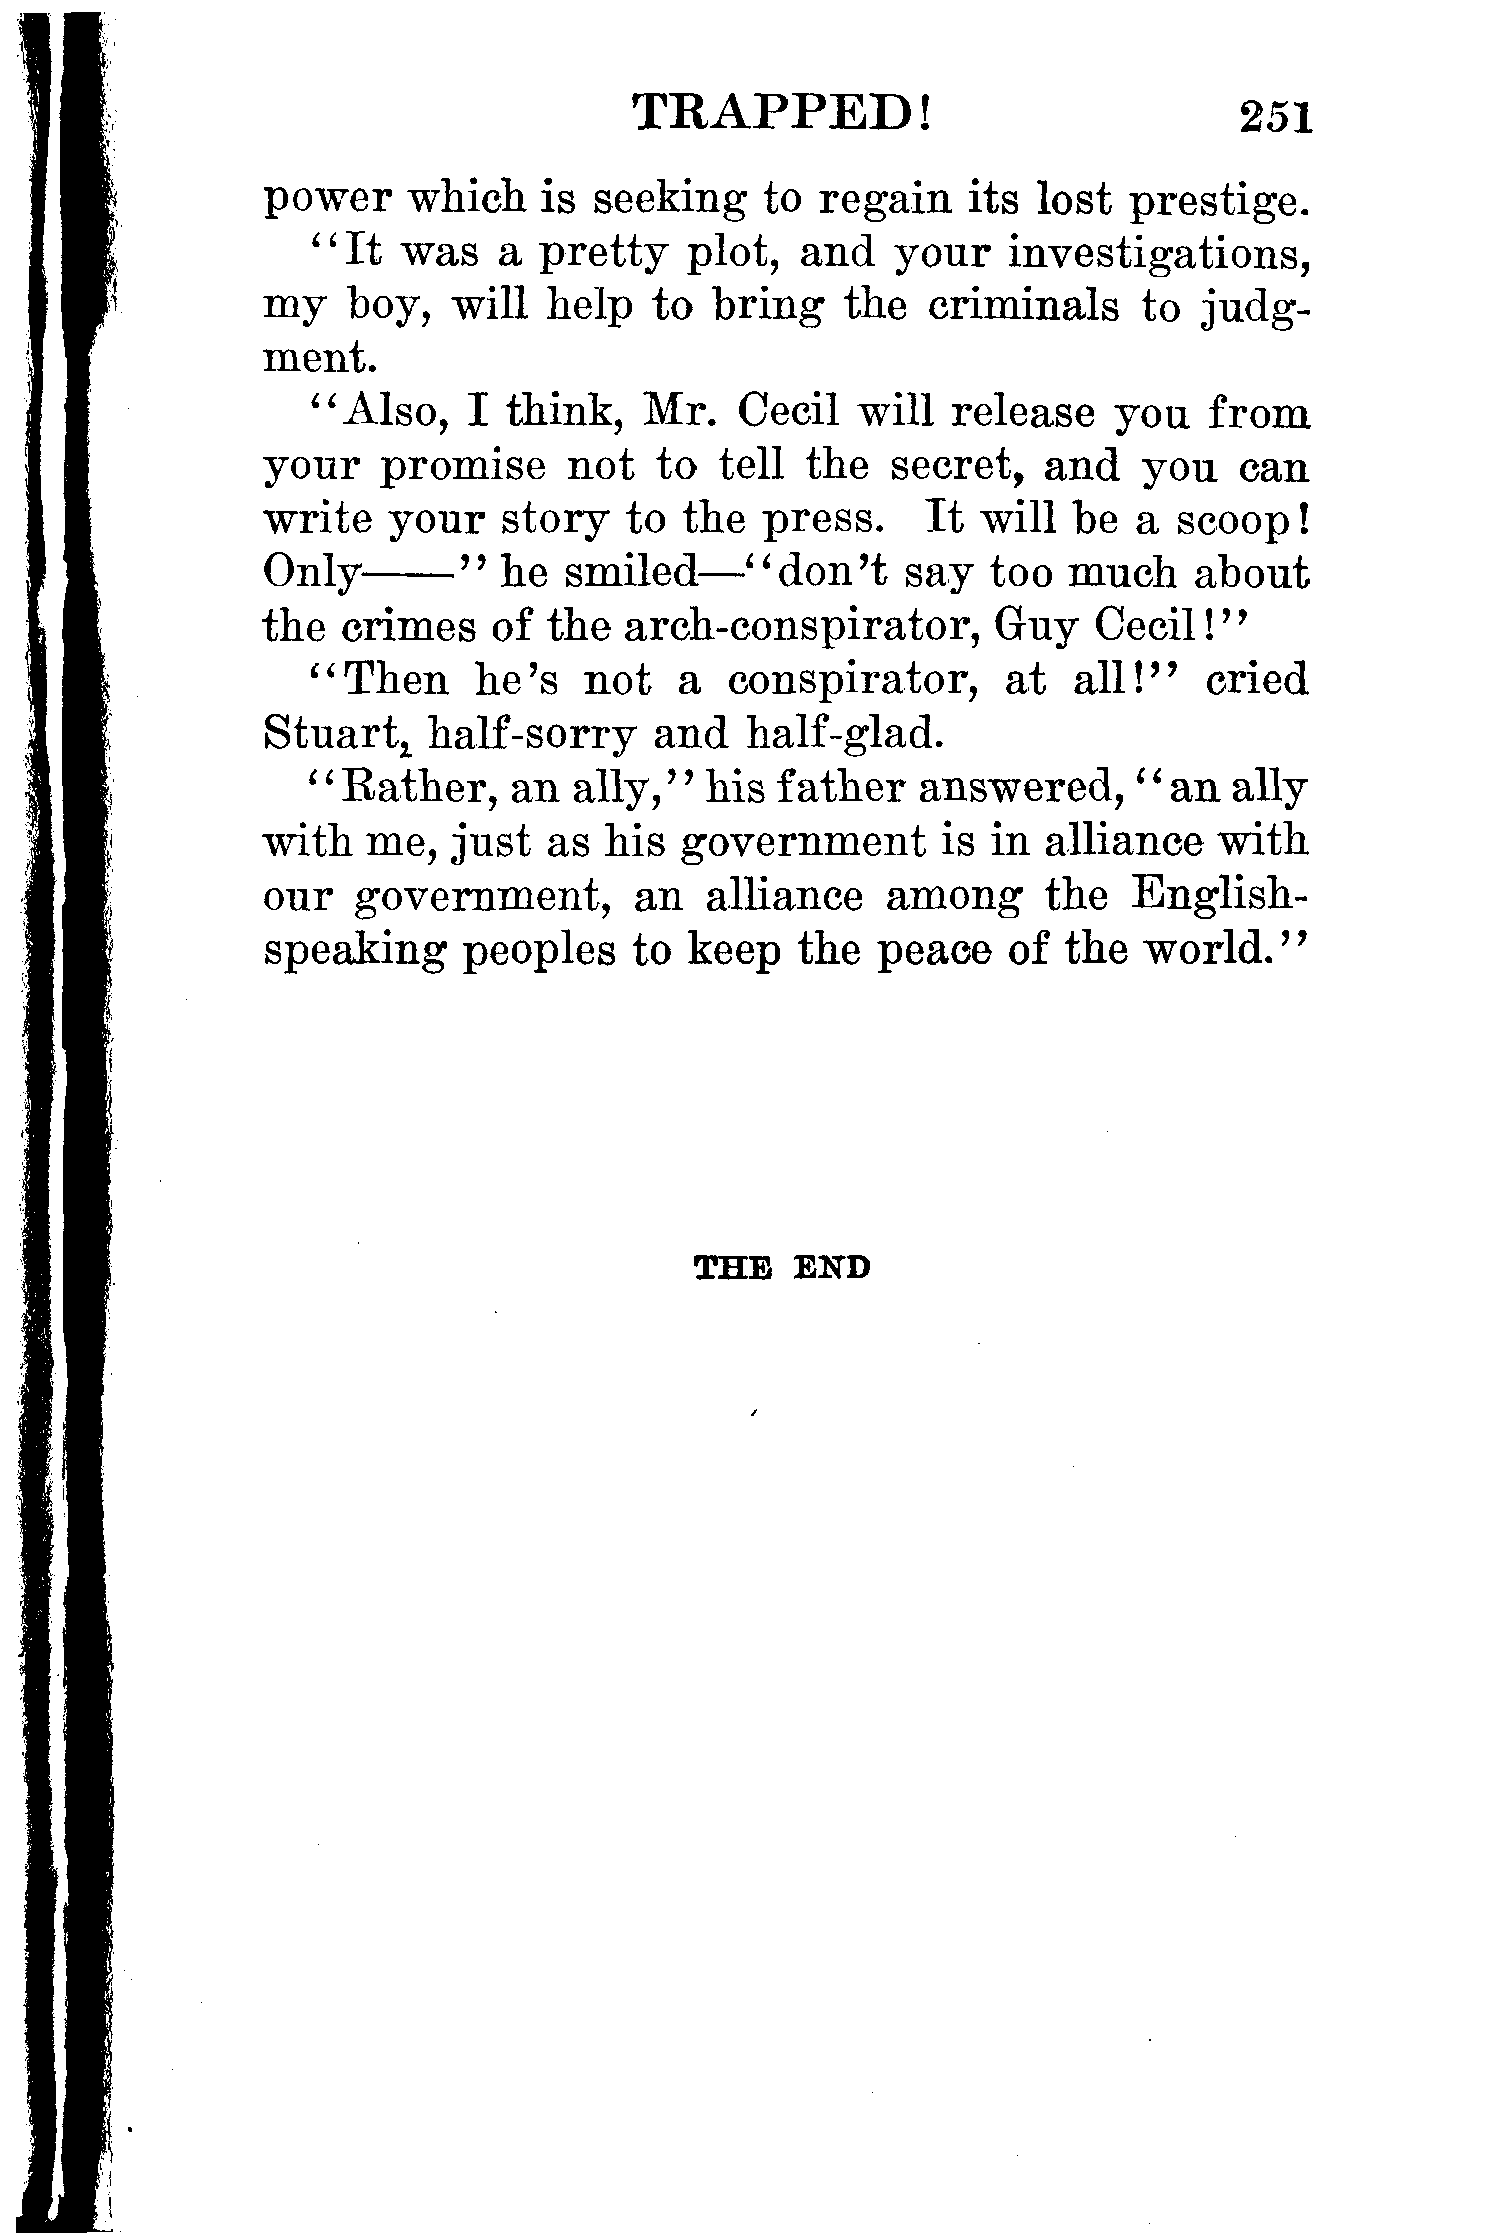 TRAPPED! 251
power which is seeking to regain its lost prestige.
"It was a pretty plot, and your investigations,
my boy, will help to bring the criminals to judg-
ment.
"Also, I think, Mr. Cecil will release you from
your promise not to tell the secret, and you can
write your story to the press. It will be a scoop!
Only——" he smiled—"don't say too much about
the crimes of the arch-conspirator, Guy Cecil!"
"Then he's not a conspirator, at all!" cried
Stuart, half-sorry and half-glad.
"Rather, an ally," his father answered, "an ally
with me, just as his government is in alliance with
our government, an alliance among the English-
speaking peoples to keep the peace of the world."
THE END